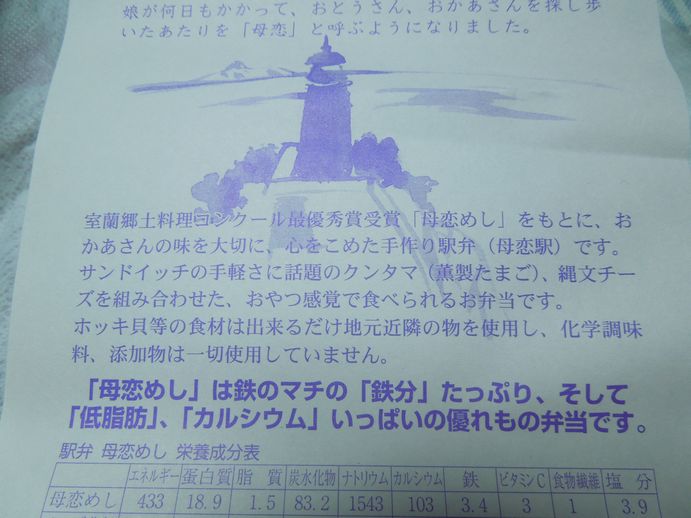 娘が何日もかかって、おとうさん、おかあさんを探し歩
いたあたりを「母恋」と呼ぶようになりました。
室蘭郷土料理コンクール最優秀賞受賞「母恋めし」をもとに、お
かあさんの味を大切に、心をこめた手作り駅弁（母恋駅）です。
サンドイッチの手軽さに話題のクンタマ（薫製たまご）、縄文チー
ズを組み合わせた、おやつ感覚で食べられるお弁当です。
ホッキ貝等の食材は出来るだけ地元近隣の物を使用し、化学調味
料、添加物は一切使用していません。
「母恋めし」は鉄のマチの「鉄分」たっぷり、そして
「低脂肪」、「カルシウム」いっぱいの優れもの弁当です。
駅弁 母恋めし 栄養成分表
エネルギー 蛋白質 脂質 炭水化物 ナトリウム カルシウム 鉄 ビタミンC 食物繊維 塩分
母恋めし 433 18.9 1.5 83.2 1543 103 3.4 3 1 3.9